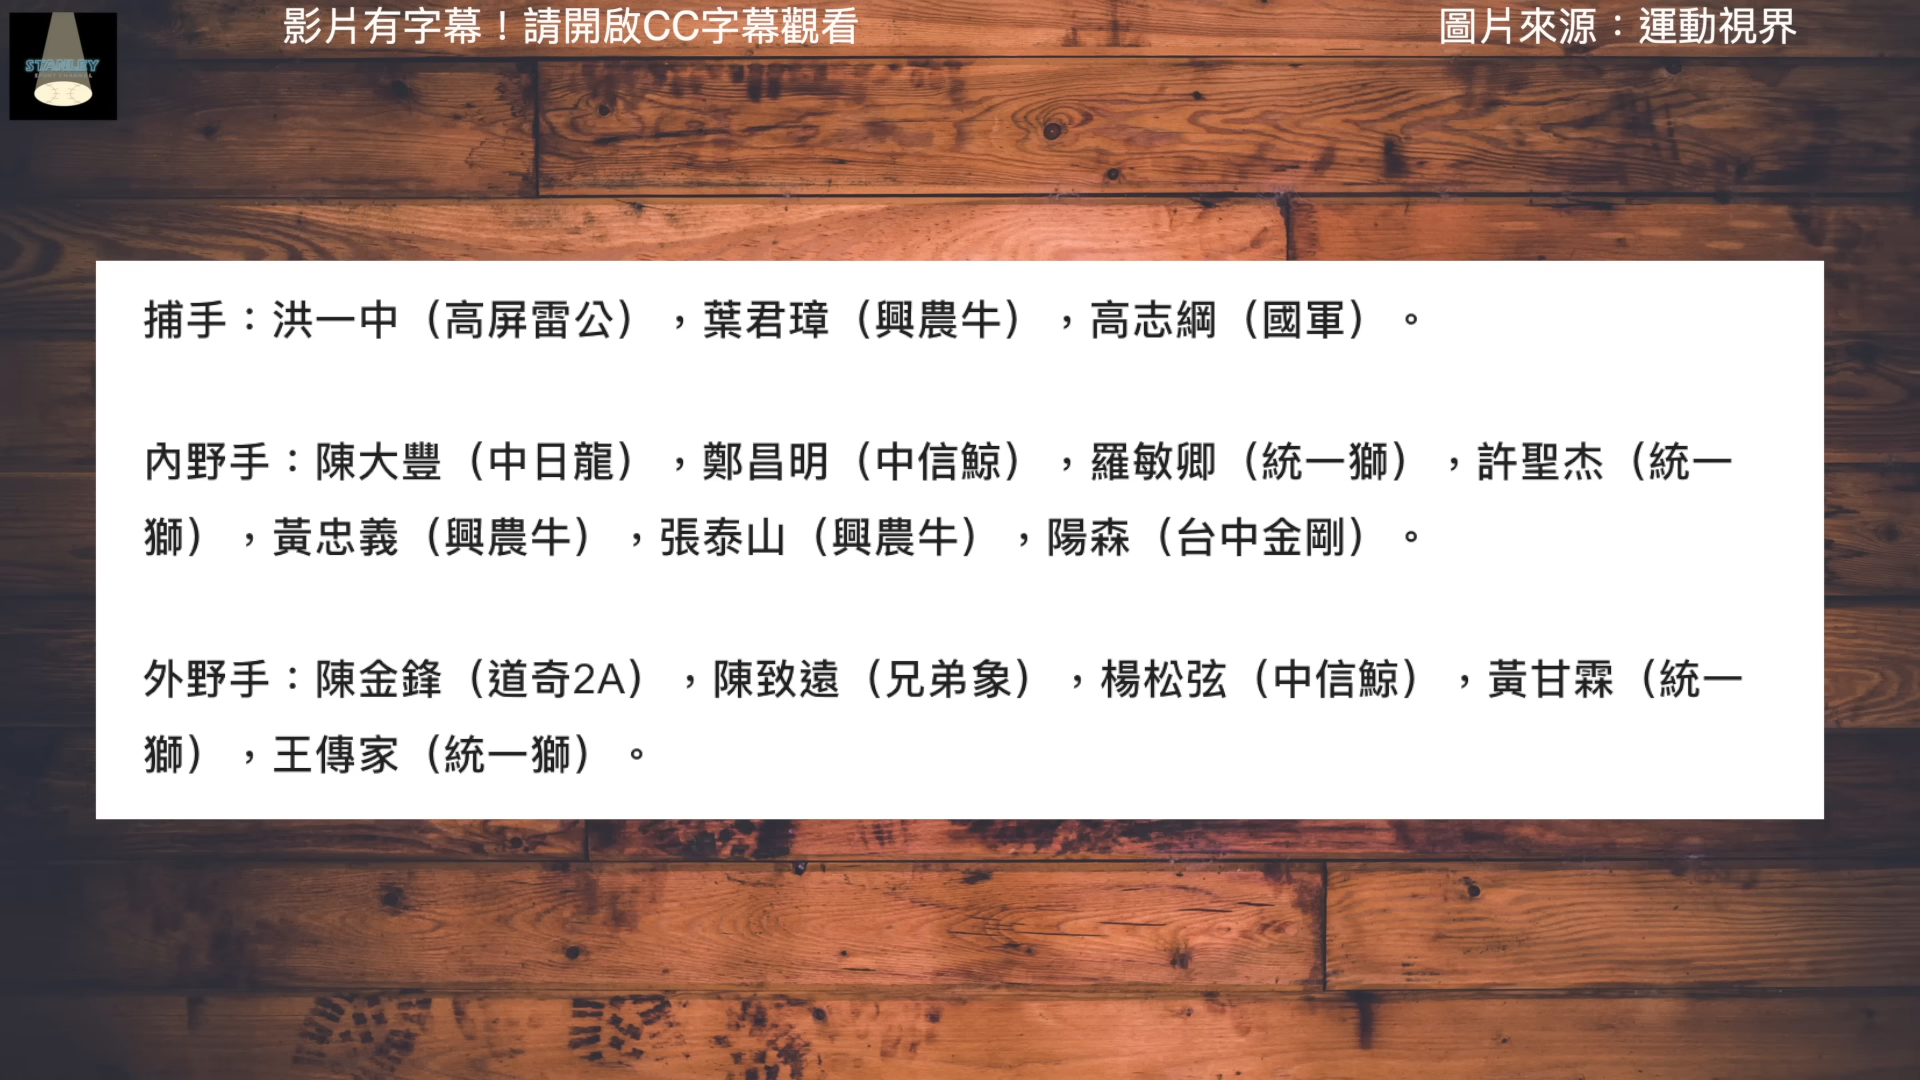 影片有字幕！請開啟CC字幕觀看
圖片來源：運動視界
STANLEY
捕手：洪一中（高屏雷公），葉君璋（興農牛），高志綱（國軍）。
內野手：陳大豐（中日龍），鄭昌明（中信鯨），羅敏卿（統一獅），許聖杰（統一
獅），黃忠義（興農牛），張泰山（興農牛），陽森（台中金剛）。
外野手：陳金鋒（道奇2A），陳致遠（兄弟象），楊松弦（中信鯨），黃甘霖（統一
獅），王傳家（統一獅）。